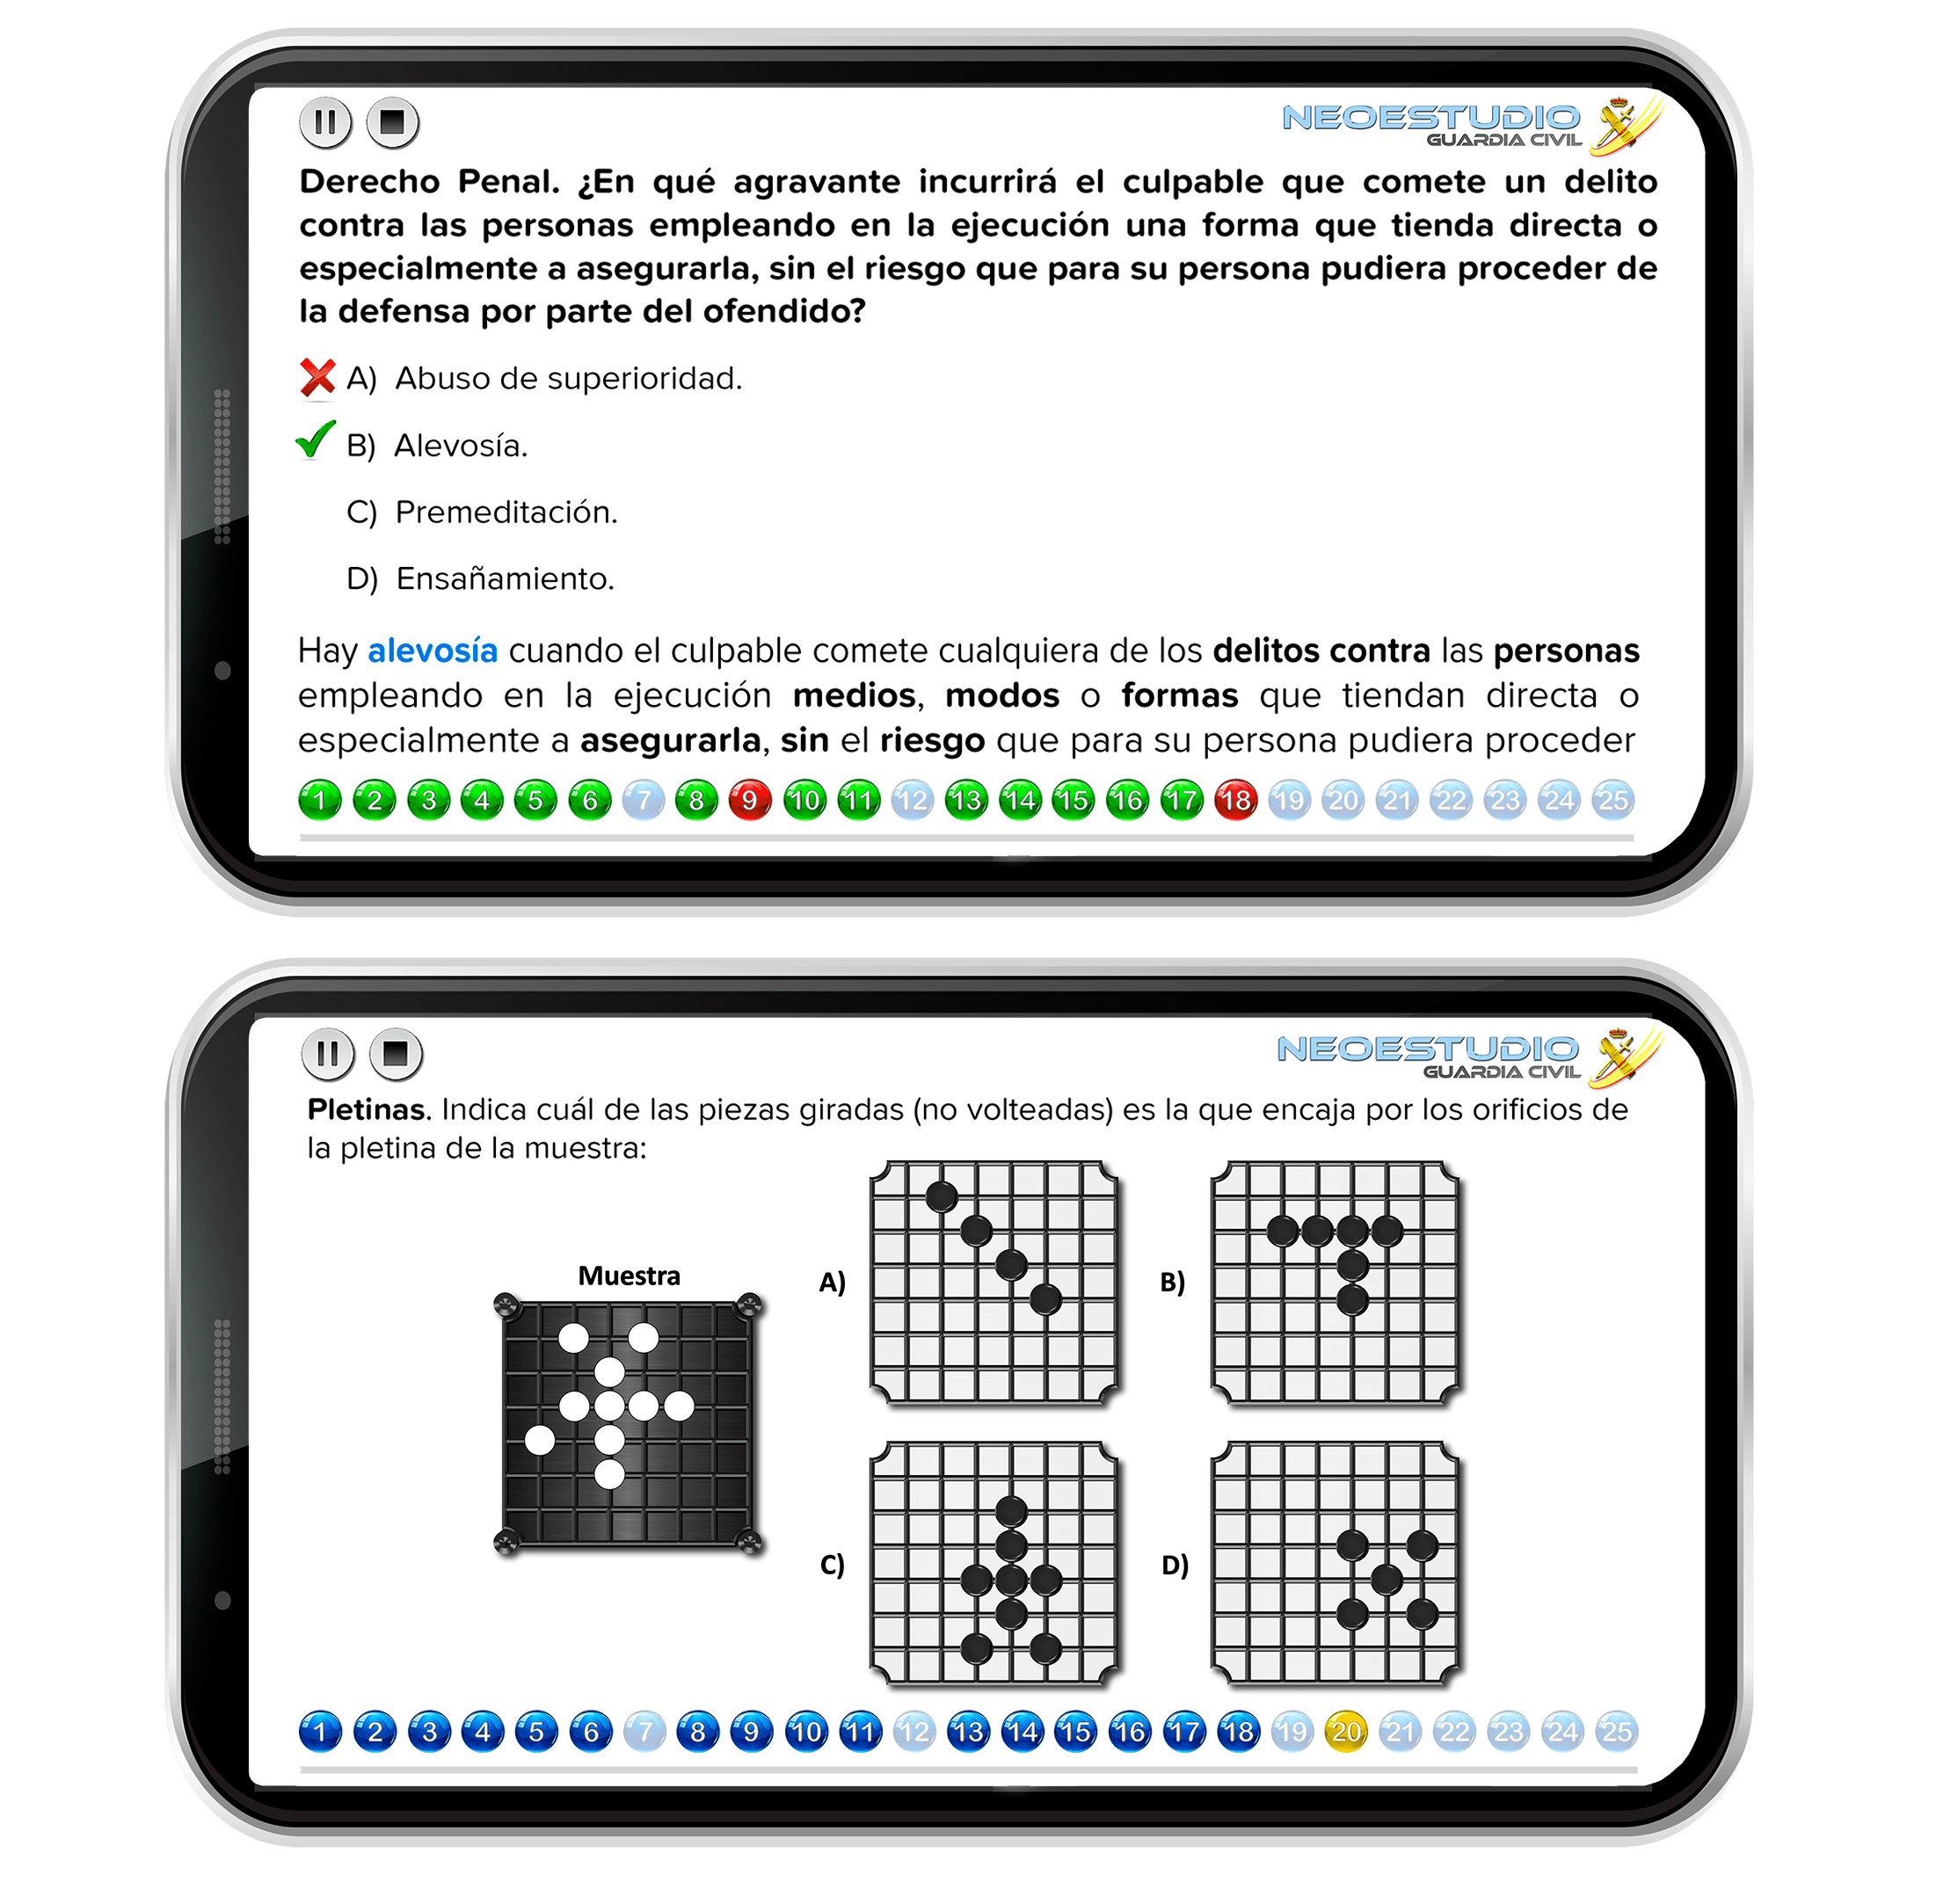 NEOESTUDIO
GUARDIA CIVIL
Derecho Penal. ¿En qué agravante incurrirá el culpable que comete un delito
contra las personas empleando en la ejecución una forma que tienda directa o
especialmente a asegurarla, sin el riesgo que para su persona pudiera proceder de
la defensa por parte del ofendido?
A) Abuso de superioridad.
B) Alevosía.
C) Premeditación.
D) Ensañamiento.
Hay alevosía cuando el culpable comete cualquiera de los delitos contra las personas
empleando en la ejecución medios, modos o formas que tiendan directa o
especialmente a asegurarla, sin el riesgo que para su persona pudiera proceder
1 2 3 4 5 6 7 8 9 10 11 12 13 14 15 16 17 18 19 20 21 22 23 24 25
NEOESTUDIO
GUARDIA CIVIL
Pletinas. Indica cuál de las piezas giradas (no volteadas) es la que encaja por los orificios de
la pletina de la muestra:
Muestra
A)
B)
C)
D)
1 2 3 4 5 6 7 8 9 10 11 12 13 14 15 16 17 18 19 20 21 22 23 24 25